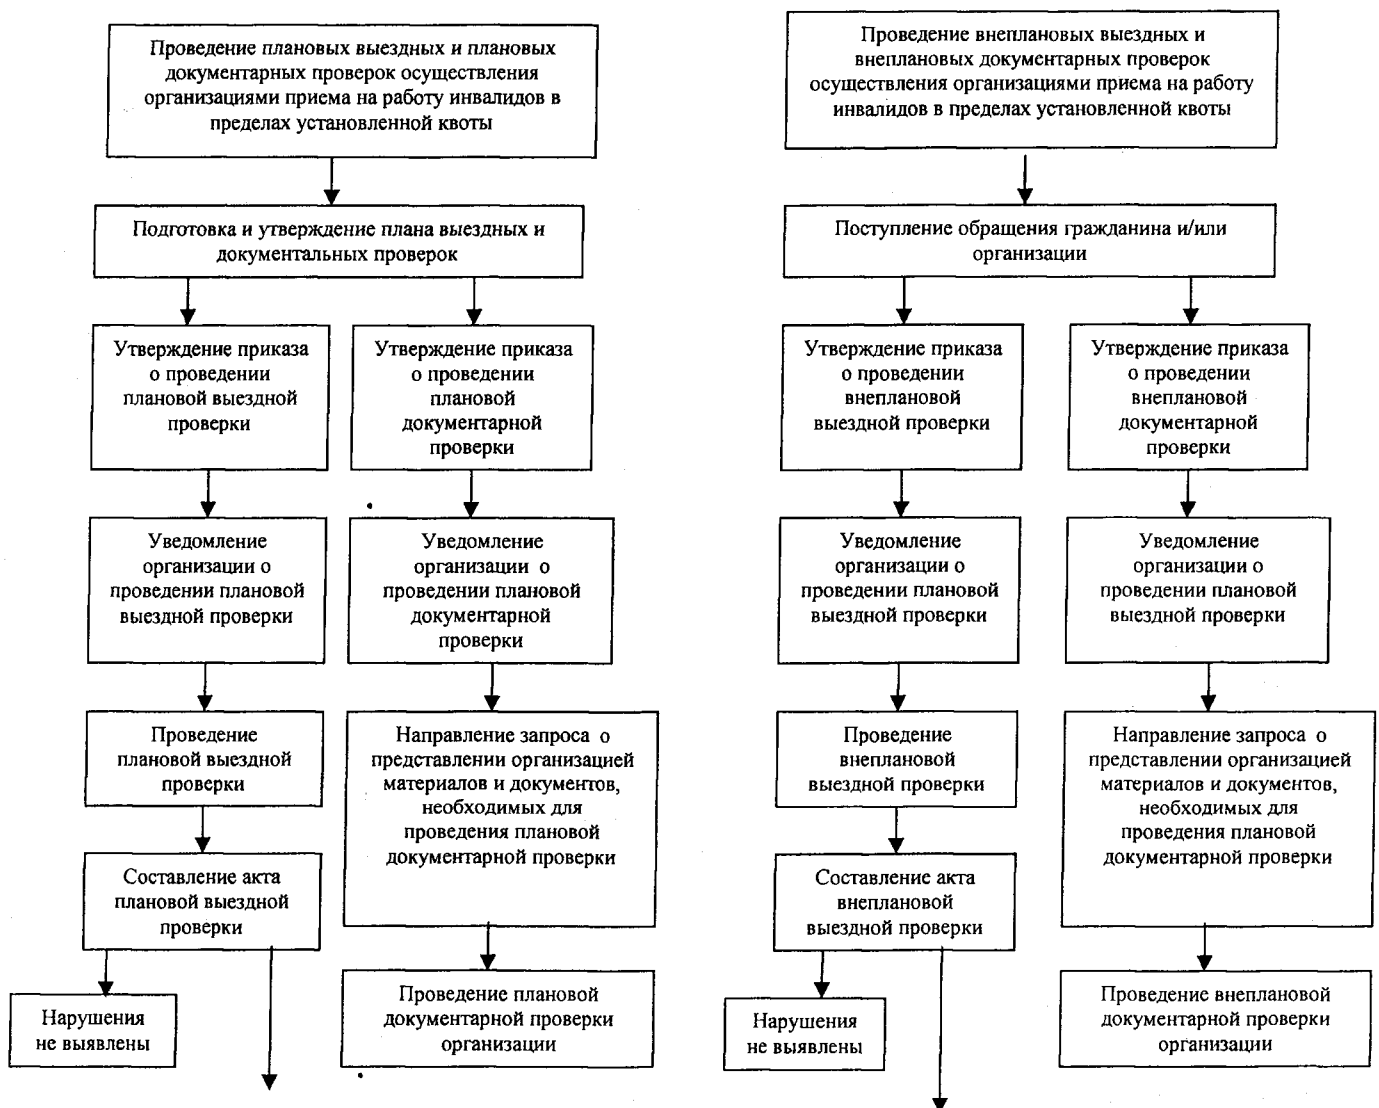 Проведение плановых выездных и плановых
документарных проверок осуществления
организациями приема на работу инвалидов в
пределах установленной квоты
Подготовка и утверждение плана выездных и
документальных проверок
Утверждение приказа
о проведении
плановой выездной
проверки
Утверждение приказа
о проведении
плановой
документарной
проверки
Уведомление
организации о
проведении плановой
выездной проверки
Уведомление
организации о
проведении плановой
документарной
проверки
Проведение
плановой выездной
проверки
Направление запроса о
представлении организацией
материалов и документов,
необходимых для
проведения плановой
документарной проверки
Составление акта
плановой выездной
проверки
Нарушения
не выявлены
Проведение плановой
документарной проверки
организации
Проведение внеплановых выездных и
внеплановых документарных проверок
осуществления организациями приема на работу
инвалидов в пределах установленной квоты
Поступление обращения гражданина и/или
организации
Утверждение приказа
о проведении
внеплановой
выездной проверки
Утверждение приказа
о проведении
внеплановой
документарной
проверки
Уведомление
организации о
проведении плановой
выездной проверки
Уведомление
организации о
проведении плановой
выездной проверки
Проведение
внеплановой
выездной проверки
Направление запроса о
представлении организацией
материалов и документов,
необходимых для
проведения плановой
документарной проверки
Составление акта
внеплановой
выездной проверки
Нарушения
не выявлены
Проведение внеплановой
документарной проверки
организации